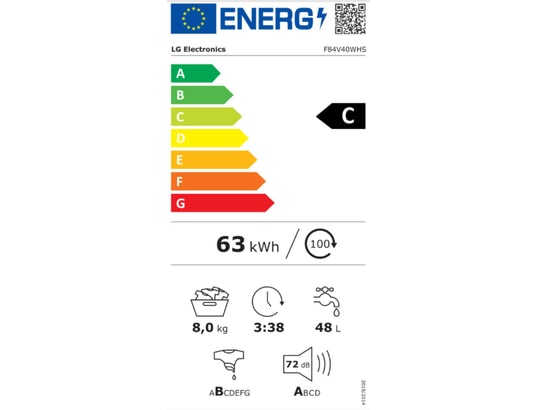 ENERG
LG Electronics F84V40WHS
A
B
C
C
D
E
F
G
63 kWh / 100
8,0 kg 3:38 48 L
72 dB
ABCDEFG ABCD
2019/2014